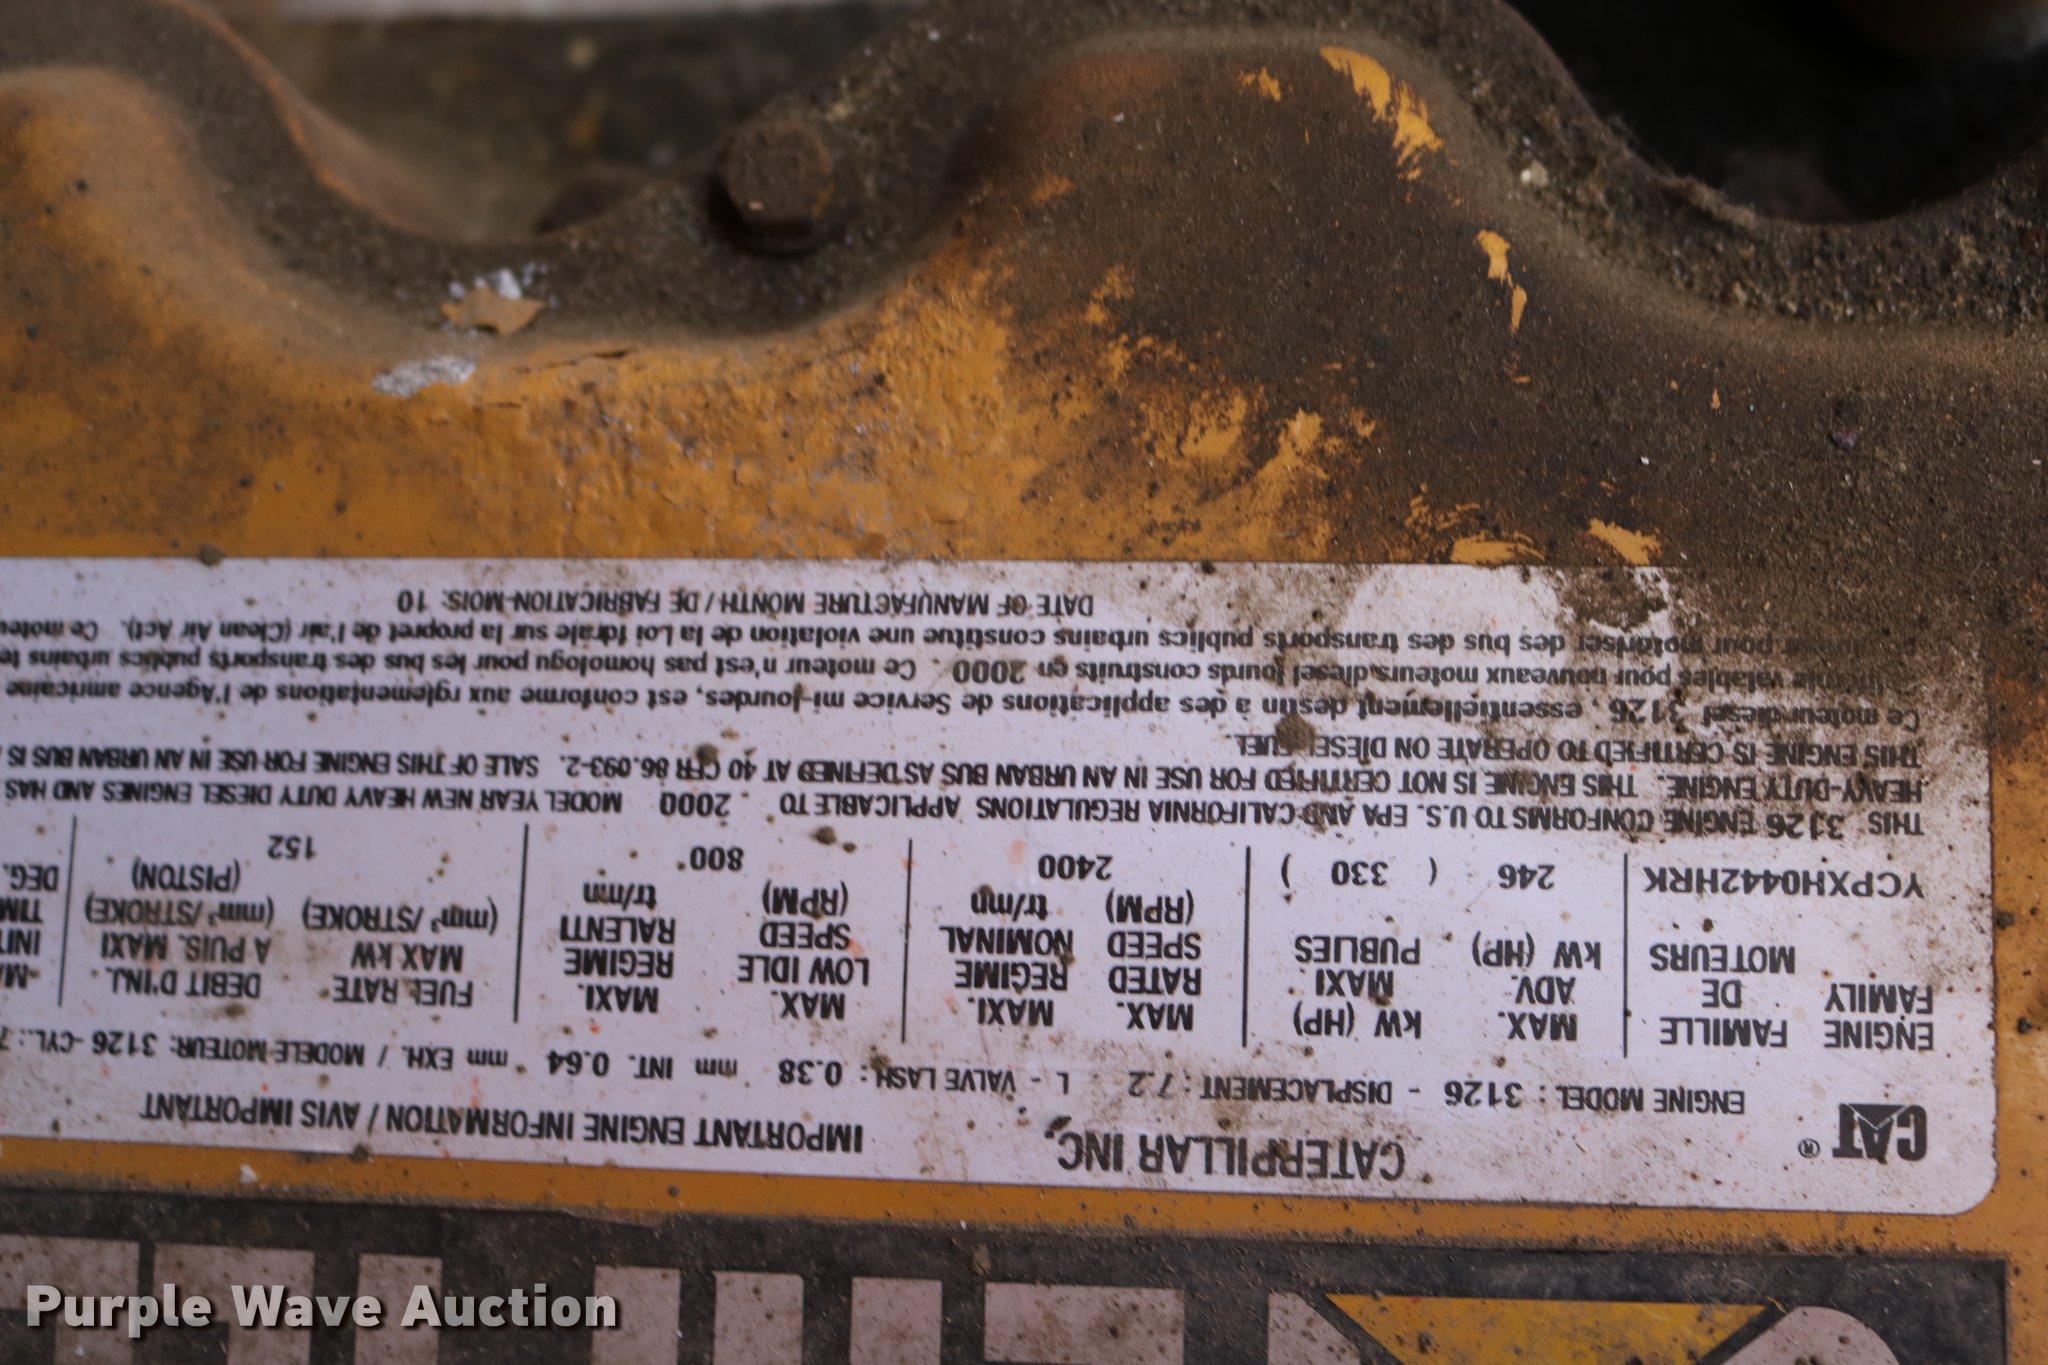 CAT ® CATERPILLAR INC. IMPORTANT ENGINE INFORMATION / AVIS IMPORTANT
ENGINE MODEL : 3126 - DISPLACEMENT : 7.2 L - VALVE LASH : 0.38 mm INT. 0.64 mm EXH. / MODELE-MOTEUR: 3126 -CYL.: 7
ENGINE FAMILY
FAMILLE DE MOTEURS
YCPXH0442HRK
MAX. ADV. kW (HP)
kW (HP) MAXI PUBLIES
246 ( 330 )
MAX. RATED SPEED (RPM)
MAXI. REGIME NOMINAL tr/mn
2400
MAX. LOW IDLE SPEED (RPM)
MAXI. REGIME RALENTI tr/mn
800
FUEL RATE MAX kW (mm³ /STROKE)
DEBIT D'INJ. A PUIS. MAXI (mm³ /STROKE) (PISTON)
152
INIT
TIM
DEG.
THIS 3126 ENGINE CONFORMS TO U.S. EPA AND CALIFORNIA REGULATIONS APPLICABLE TO 2000 MODEL YEAR NEW HEAVY DUTY DIESEL ENGINES AND HAS
HEAVY-DUTY ENGINE. THIS ENGINE IS NOT CERTIFIED FOR USE IN AN URBAN BUS AS DEFINED AT 40 CFR 86.093-2. SALE OF THIS ENGINE FOR USE IN AN URBAN BUS IS
THIS ENGINE IS CERTIFIED TO OPERATE ON DIESEL FUEL.
Ce moteur diesel 3126 , essentiellement destin a des applications de Service mi-lourdes, est conforme aux rglementations de l'Agence amricaine
valables pour nouveaux moteurs diesel lourds construits en 2000 . Ce moteur n'est pas homologu pour les bus des transports publics urbains
pour motoriser des bus des transports publics urbains constitue une violation de la Loi fdrale sur la propret de l'air (Clean Air Act). Ce moteur
DATE OF MANUFACTURE MONTH / DE FABRICATION-MOIS: 10
Purple Wave Auction